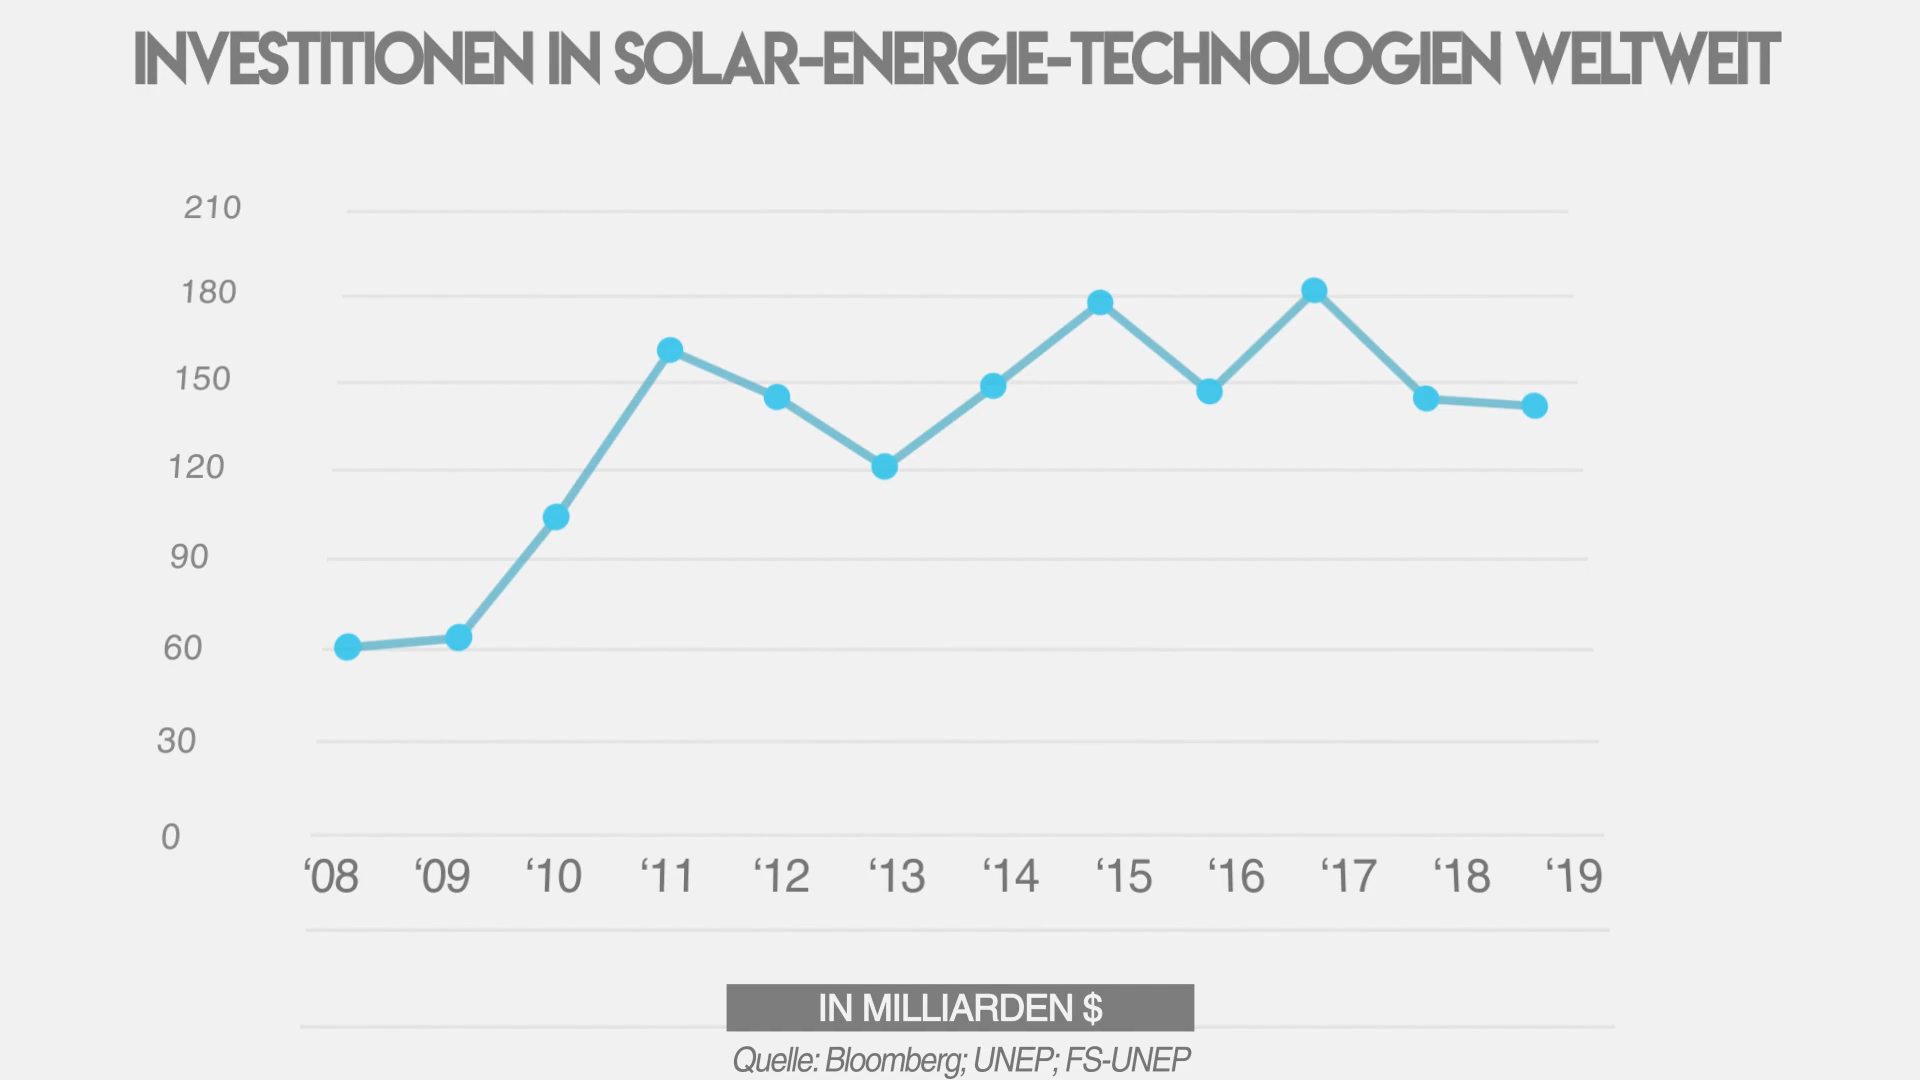 INVESTITIONEN IN SOLAR-ENERGIE-TECHNOLOGIEN WELTWEIT
210
180
150
120
90
60
30
0
‘08 ‘09 ‘10 ‘11 ‘12 ‘13 ‘14 ‘15 ‘16 ‘17 ‘18 ‘19
IN MILLIARDEN $
Quelle: Bloomberg; UNEP; FS-UNEP